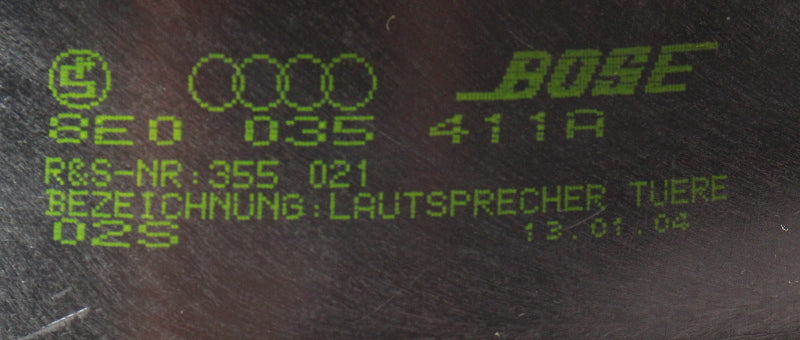 BOSE
8E0 035 411A
R&S-NR:355 021
BEZEICHNUNG:LAUTSPRECHER TUERE
02S 13.01.04